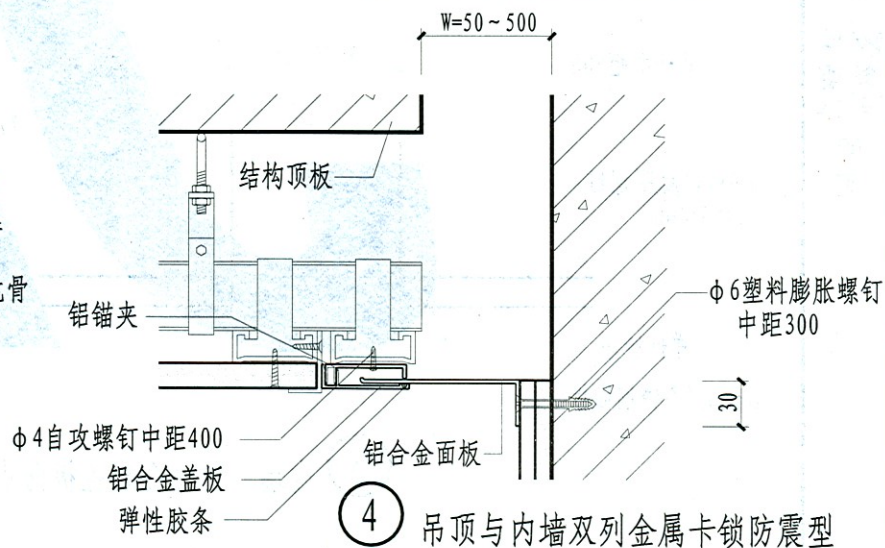 W=50~500
结构顶板
骨
铝锚夹
φ6塑料膨胀螺钉
中距300
30
φ4自攻螺钉中距400
铝合金盖板
弹性胶条
铝合金面板
4 吊顶与内墙双列金属卡锁防震型